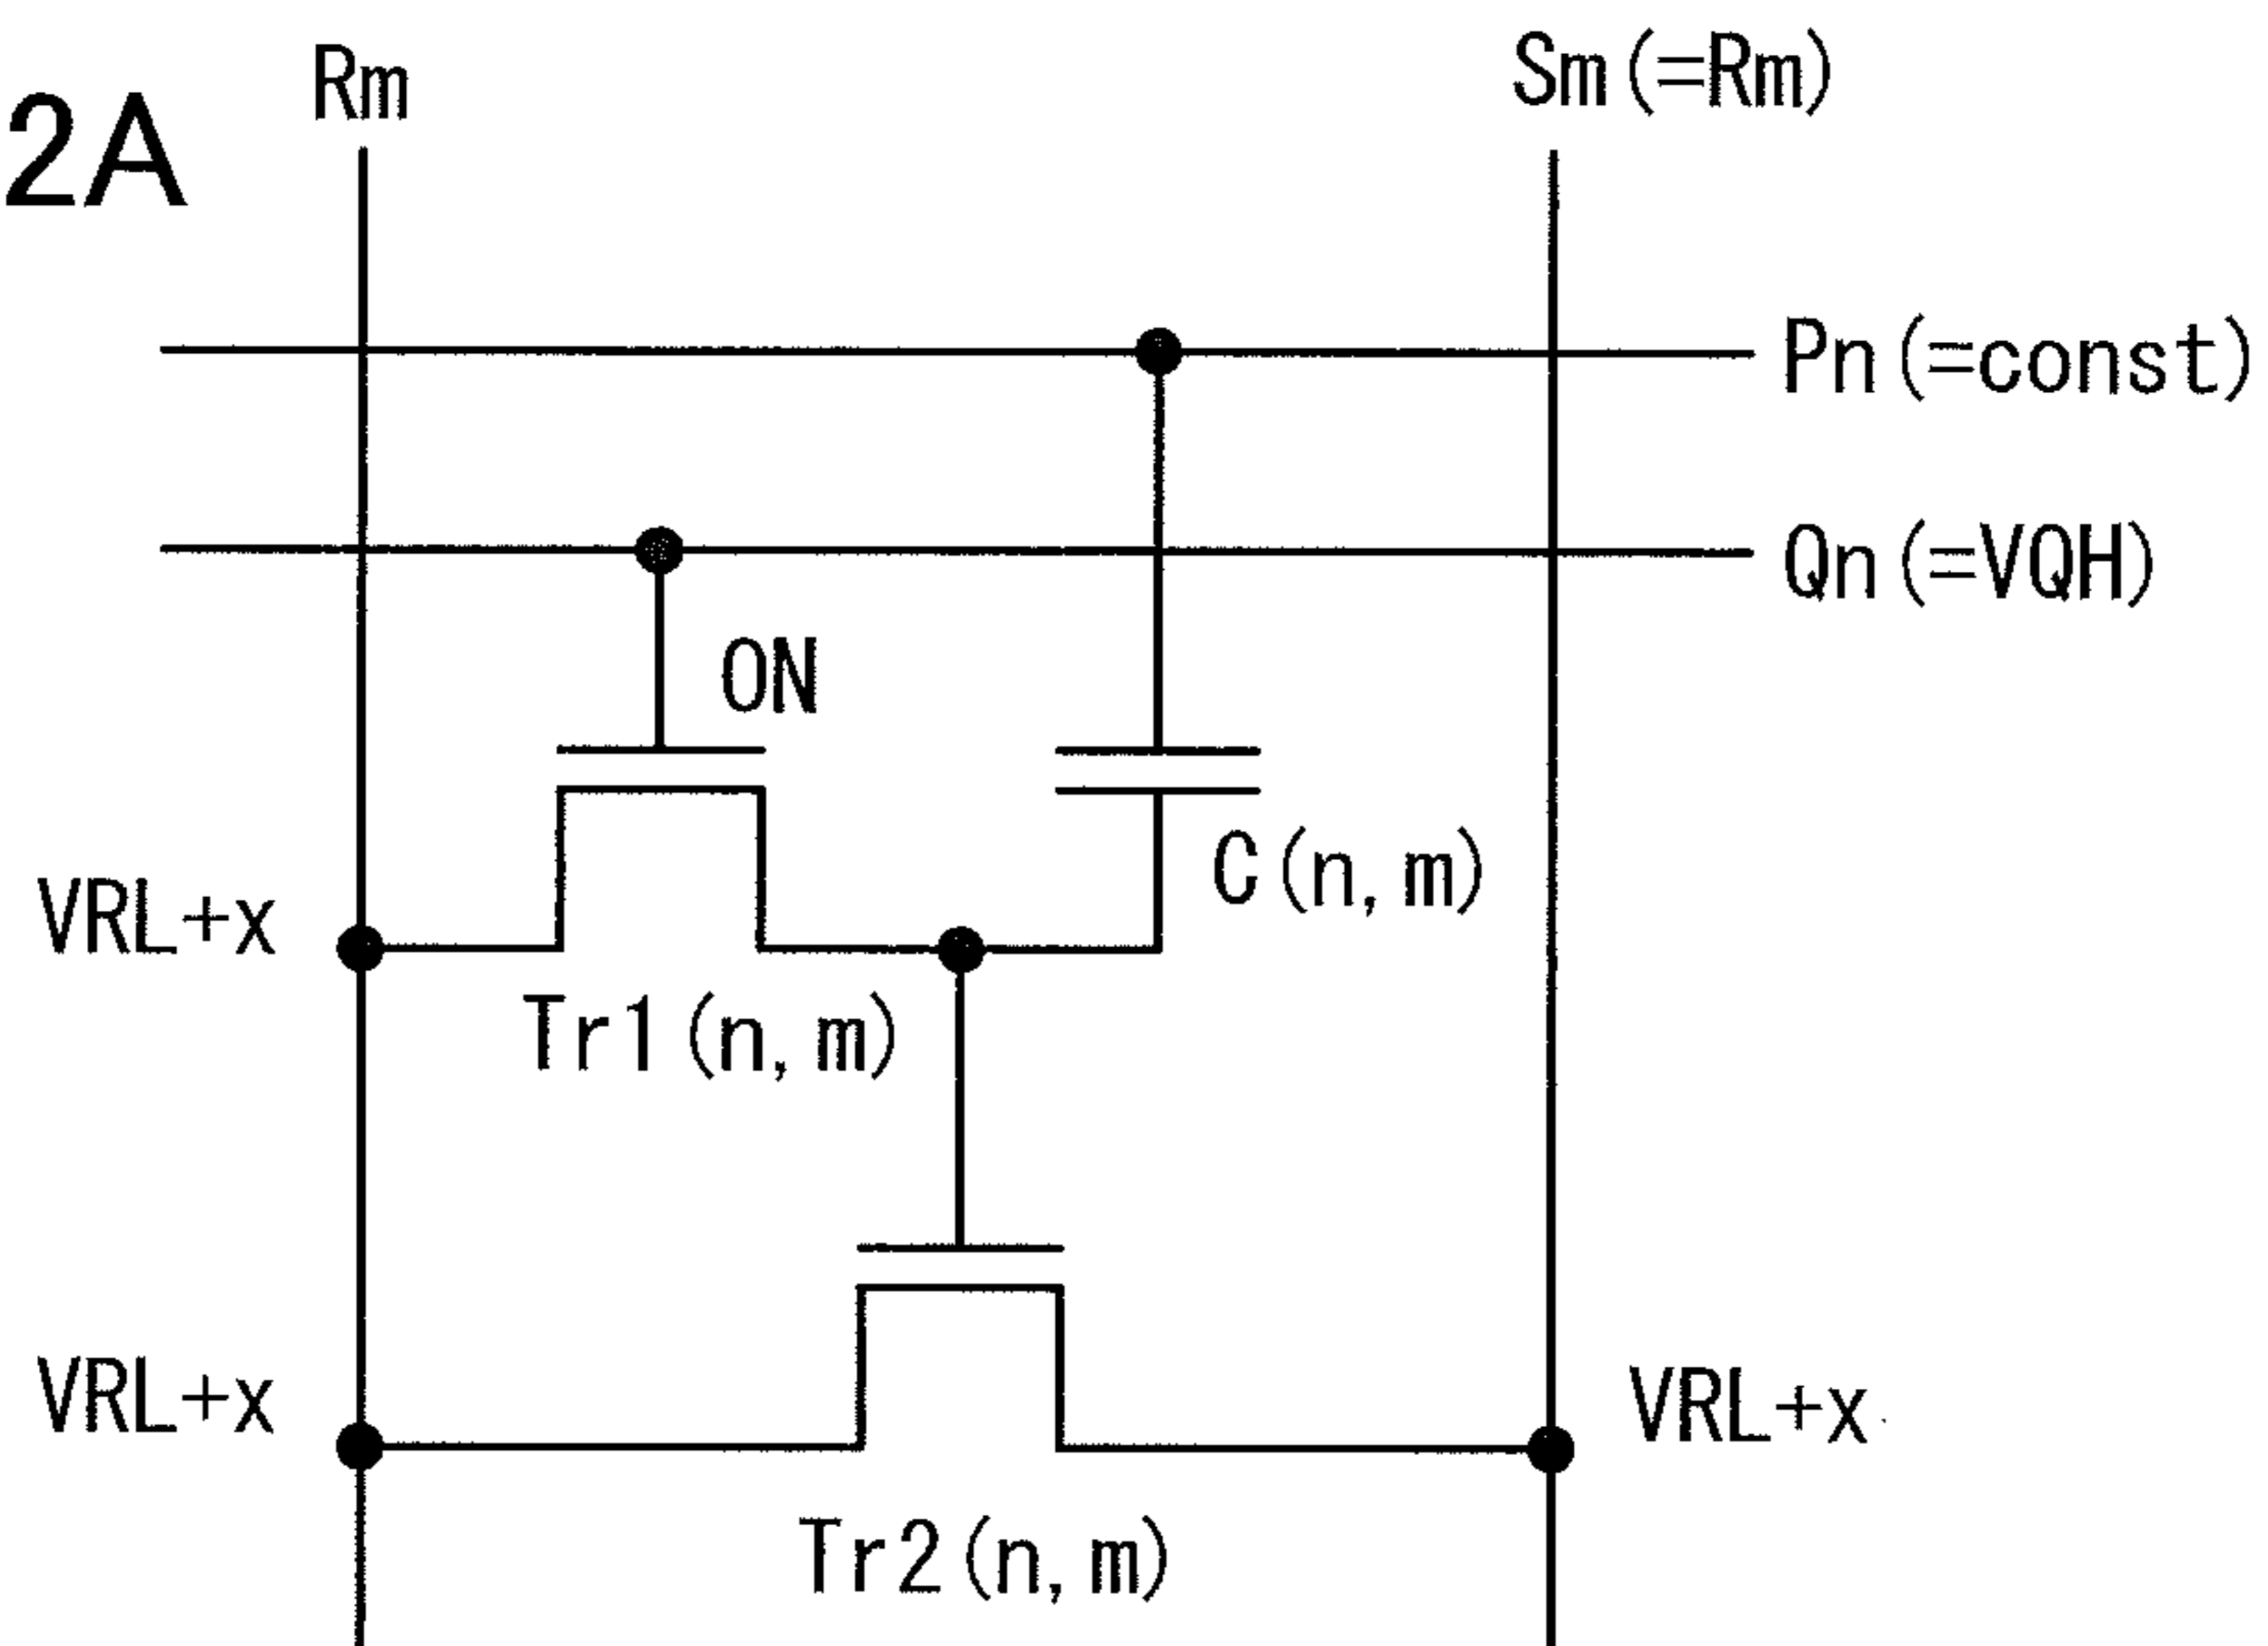 2A
Rm
Sm(=Rm)
Pn(=const)
Qn(=VQH)
ON
C(n,m)
VRL+x
Tr1(n,m)
VRL+x
VRL+x
Tr2(n,m)